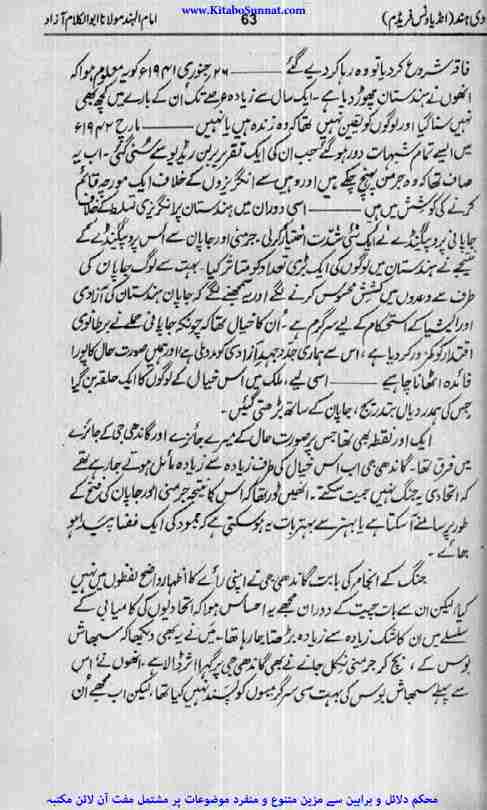 www.KitaboSunnat.com
دی ہند (انڈیا ونس فریڈم) 63 امام الہند مولانا ابوالکلام آزاد
فاقہ شروع کر دیا تو وہ رہا کر دیے گئے ——— ۲۶ جنوری ۱۹۴۱ء کو یہ معلوم ہوا کہ
انھوں نے ہندستان چھوڑ دیا ہے۔ ایک سال سے زیادہ عرصے تک ان کے بارے میں کچھ بھی
نہیں سنا گیا اور لوگوں کو یقین نہیں تھا کہ وہ زندہ ہیں یا نہیں ——— مارچ ۱۹۴۲ء
میں ایسے تمام شبہات دور ہو گئے جب ان کی ایک تقریر برلن ریڈیو سے سنی گئی۔ اب یہ
صاف تھا کہ وہ جرمنی پہنچ چکے ہیں اور وہیں سے انگریزوں کے خلاف ایک مورچہ قائم
کرنے کی کوشش میں ہیں ——— اسی دوران میں ہندستان پر انگریزی تسلط کے خلاف
جاپانی پروپیگنڈے نے ایک نئی شدت اختیار کر لی۔ جرمنی اور جاپان سے اس پروپیگنڈے کے
نتیجے نے ہندستان میں لوگوں کی ایک بڑی تعداد کو متاثر کیا۔ بہت سے لوگ جاپان کی
طرف سے وعدوں میں کشش محسوس کرنے لگے اور یہ سمجھنے لگے کہ جاپان ہندستان کی آزادی
اور ایشیا کے استحکام کے لیے سرگرم ہے۔ اُن کا خیال تھا کہ چونکہ جاپانی حملے نے برطانوی
اقتدار کو کمزور کر دیا ہے، اس سے ہماری جدوجہدِ آزادی کو مدد ملی ہے اور ہمیں صورت حال کا پورا
فائدہ اٹھانا چاہیے ——— اسی لیے، ملک میں اس خیال کے لوگوں کا ایک حلقہ بن گیا
جس کی ہمدردیاں بتدریج، جاپان کے ساتھ بڑھتی گئیں۔
ایک اور نقطہ بھی تھا جس پر صورت حال کے میرے جائزے اور گاندھی جی کے جائزے
میں فرق تھا۔ گاندھی جی اب اس خیال کی طرف زیادہ سے زیادہ مائل ہوتے جا رہے تھے
کہ اتحادی یہ جنگ نہیں جیت سکتے۔ انھیں ڈر تھا کہ اس کا نتیجہ جرمنی اور جاپان کی فتح کے
طور پر سامنے آ سکتا ہے یا بہتر سے بہتر بات یہ ہو سکتی ہے کہ جمود کی ایک فضا پیدا ہو
جائے۔
جنگ کے انجام کی بابت گاندھی جی نے اپنی رائے کا اظہار واضح لفظوں میں نہیں
کیا، لیکن ان سے بات چیت کے دوران مجھے یہ احساس ہوا کہ اتحادیوں کی کامیابی کے
سلسلے میں ان کا شک زیادہ سے زیادہ بڑھتا جا رہا تھا۔ میں نے یہ بھی دیکھا کہ سبھاش
بوس کے، بچ کر جرمنی نکل جانے نے بھی گاندھی جی پر گہرا اثر ڈالا ہے۔ انھوں نے اس
سے پہلے سبھاش بوس کی بہت سی سرگرمیوں کو پسند نہیں کیا تھا، لیکن اب مجھے اُن
محکم دلائل و براہین سے مزین متنوع و منفرد موضوعات پر مشتمل مفت آن لائن مکتبہ